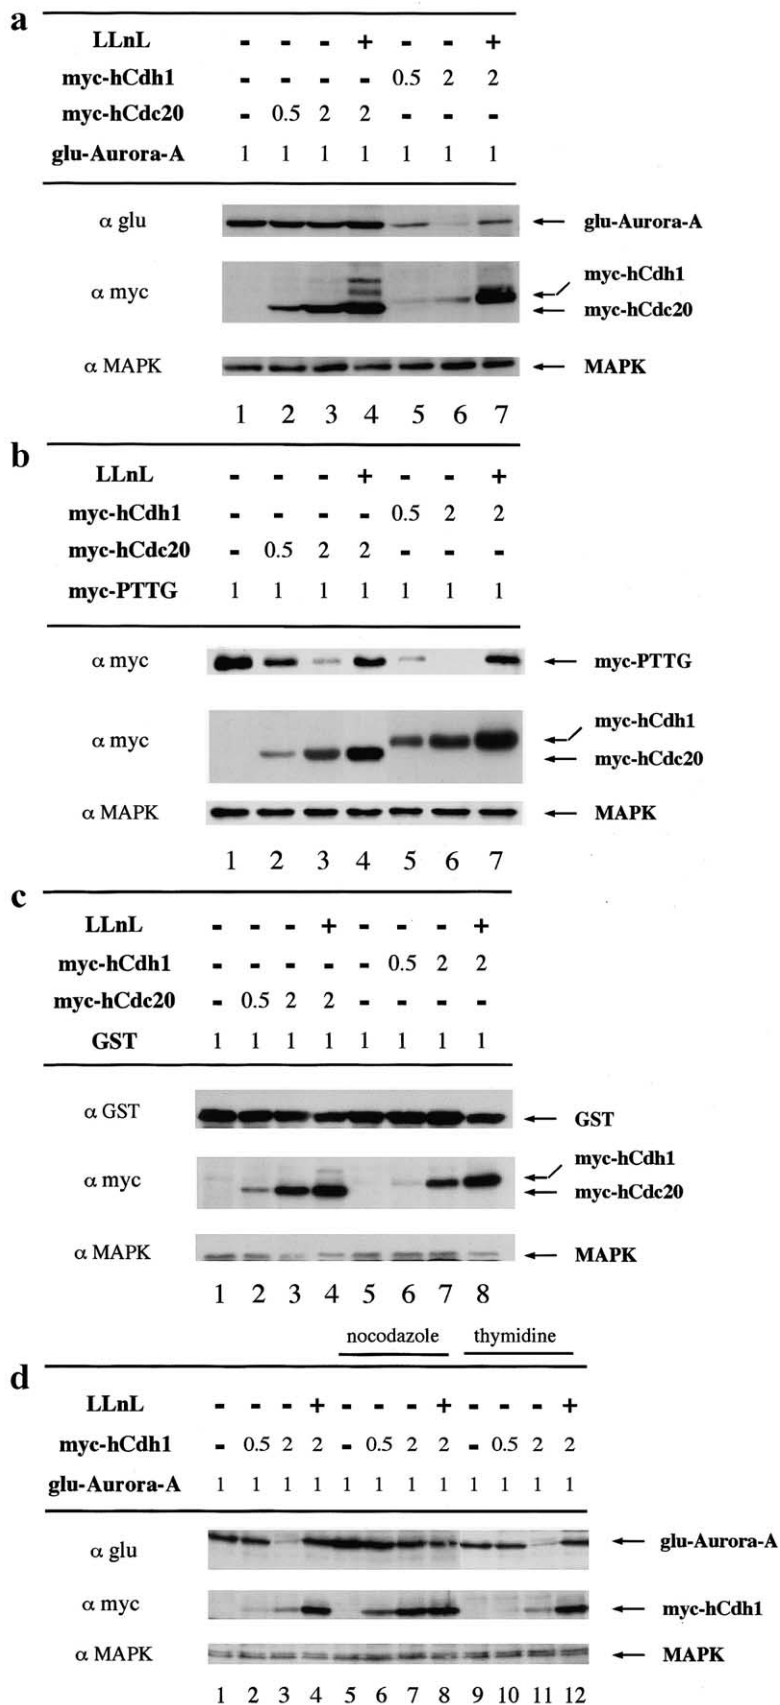 a
LLnL - - - + - - +
myc-hCdh1 - - - - 0.5 2 2
myc-hCdc20 - 0.5 2 2 - - -
glu-Aurora-A 1 1 1 1 1 1 1
α glu glu-Aurora-A
myc-hCdh1
α myc
myc-hCdc20
α MAPK MAPK
1 2 3 4 5 6 7
b
LLnL - - - + - - +
myc-hCdh1 - - - - 0.5 2 2
myc-hCdc20 - 0.5 2 2 - - -
myc-PTTG 1 1 1 1 1 1 1
α myc myc-PTTG
myc-hCdh1
α myc
myc-hCdc20
α MAPK MAPK
1 2 3 4 5 6 7
c
LLnL - - - + - - - +
myc-hCdh1 - - - - - 0.5 2 2
myc-hCdc20 - 0.5 2 2 - - - -
GST 1 1 1 1 1 1 1 1
α GST GST
myc-hCdh1
α myc
myc-hCdc20
α MAPK MAPK
1 2 3 4 5 6 7 8
nocodazole thymidine
d
LLnL - - - + - - - + - - - +
myc-hCdh1 - 0.5 2 2 - 0.5 2 2 - 0.5 2 2
glu-Aurora-A 1 1 1 1 1 1 1 1 1 1 1 1
α glu glu-Aurora-A
α myc myc-hCdh1
α MAPK MAPK
1 2 3 4 5 6 7 8 9 10 11 12